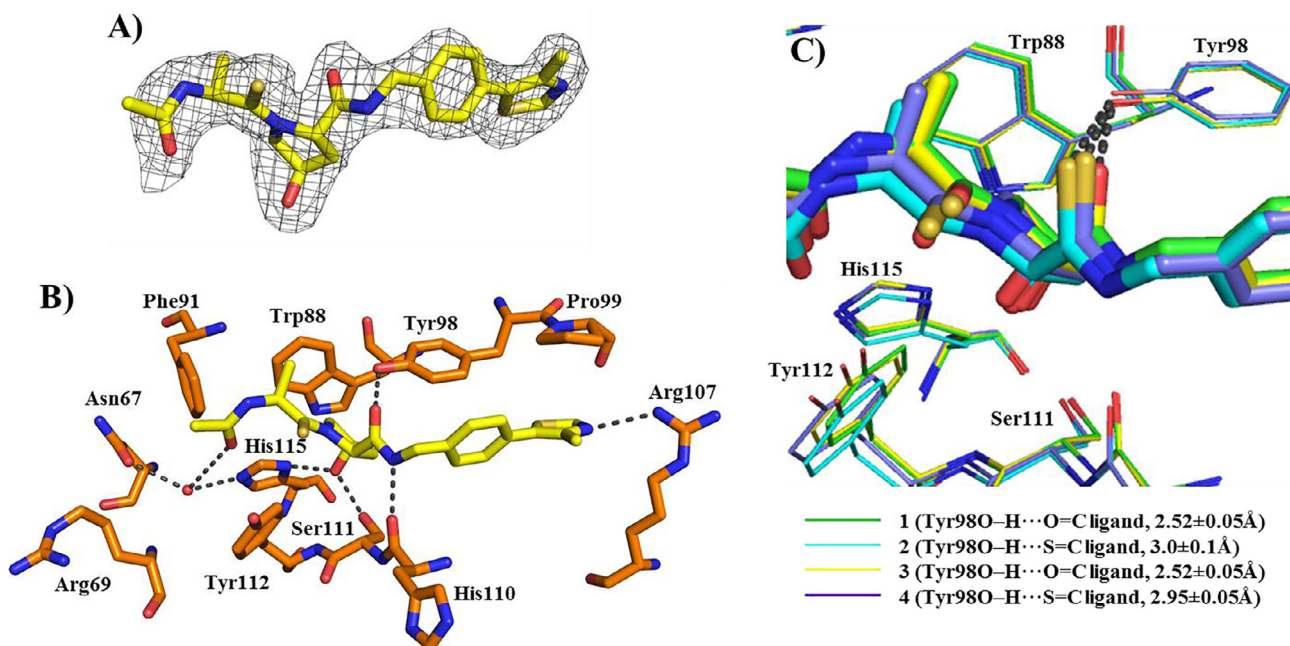 A)
B)
Phe91
Trp88
Tyr98
Pro99
Asn67
Arg107
His115
Ser111
Arg69
Tyr112
His110
C)
Trp88
Tyr98
His115
Tyr112
Ser111
1 (Tyr98O–H···O=C ligand, 2.52±0.05Å)
2 (Tyr98O–H···S=C ligand, 3.0±0.1Å)
3 (Tyr98O–H···O=C ligand, 2.52±0.05Å)
4 (Tyr98O–H···S=C ligand, 2.95±0.05Å)